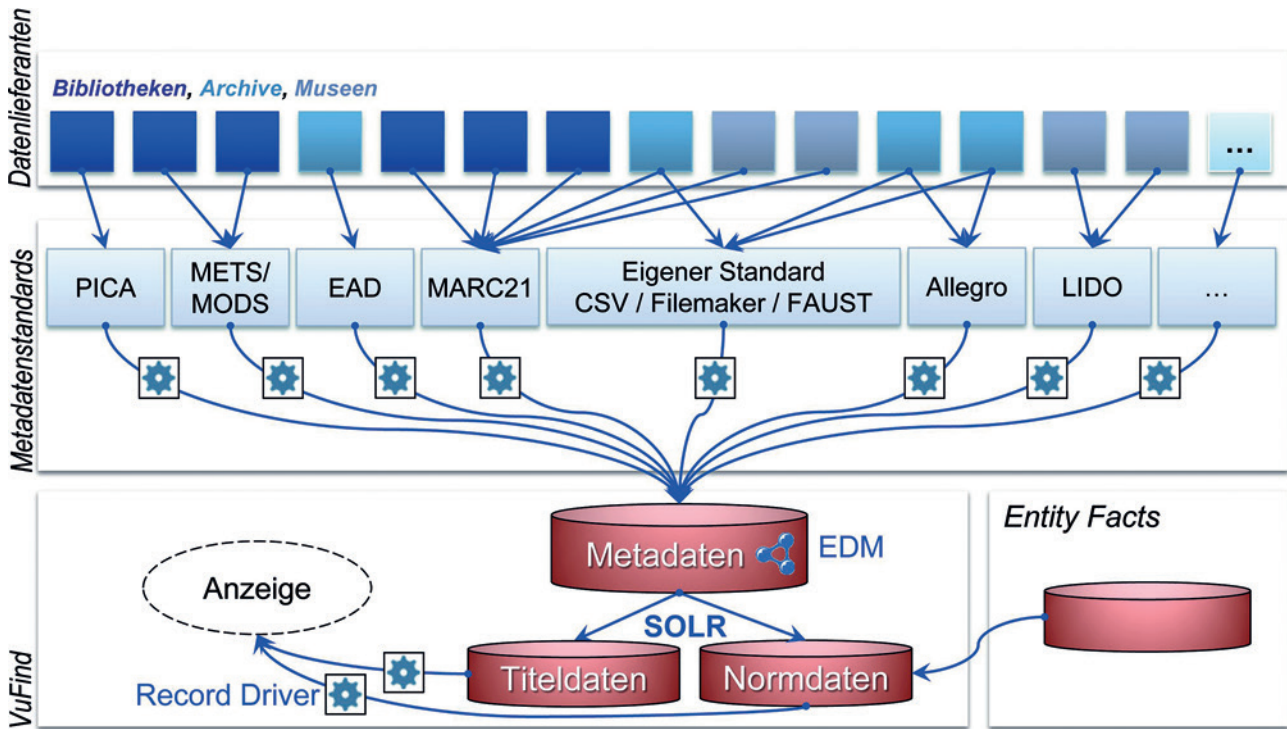 Datenlieferanten
Bibliotheken, Archive, Museen
...
Metadatenstandards
PICA
METS/
MODS
EAD
MARC21
Eigener Standard
CSV / Filemaker / FAUST
Allegro
LIDO
...
VuFind
Metadaten
EDM
SOLR
Titeldaten
Normdaten
Anzeige
Record Driver
Entity Facts